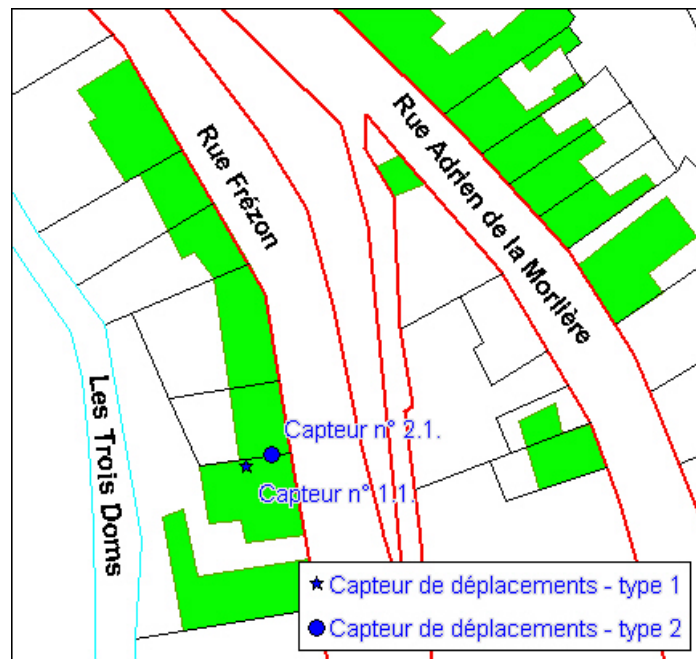 Rue Frézon
Rue Adrien de la Morlière
Les Trois Doms
Capteur n° 2.1.
Capteur n° 1.1.
Capteur de déplacements - type 1
Capteur de déplacements - type 2